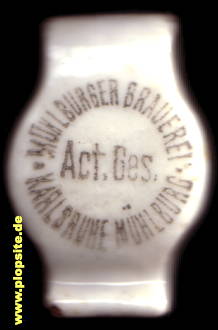 MÜHLBURGER BRAUEREI
Act. Ges.
KARLSRUHE MÜHLBURG
www.plopsite.de